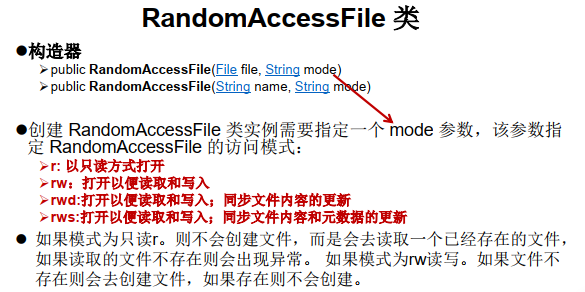 RandomAccessFile 类
●构造器
➢public RandomAccessFile(File file, String mode)
➢public RandomAccessFile(String name, String mode)
●创建 RandomAccessFile 类实例需要指定一个 mode 参数，该参数指
定 RandomAccessFile 的访问模式：
➢r: 以只读方式打开
➢rw：打开以便读取和写入
➢rwd:打开以便读取和写入；同步文件内容的更新
➢rws:打开以便读取和写入；同步文件内容和元数据的更新
● 如果模式为只读r。则不会创建文件，而是会去读取一个已经存在的文件，
如果读取的文件不存在则会出现异常。 如果模式为rw读写。如果文件不
存在则会去创建文件，如果存在则不会创建。